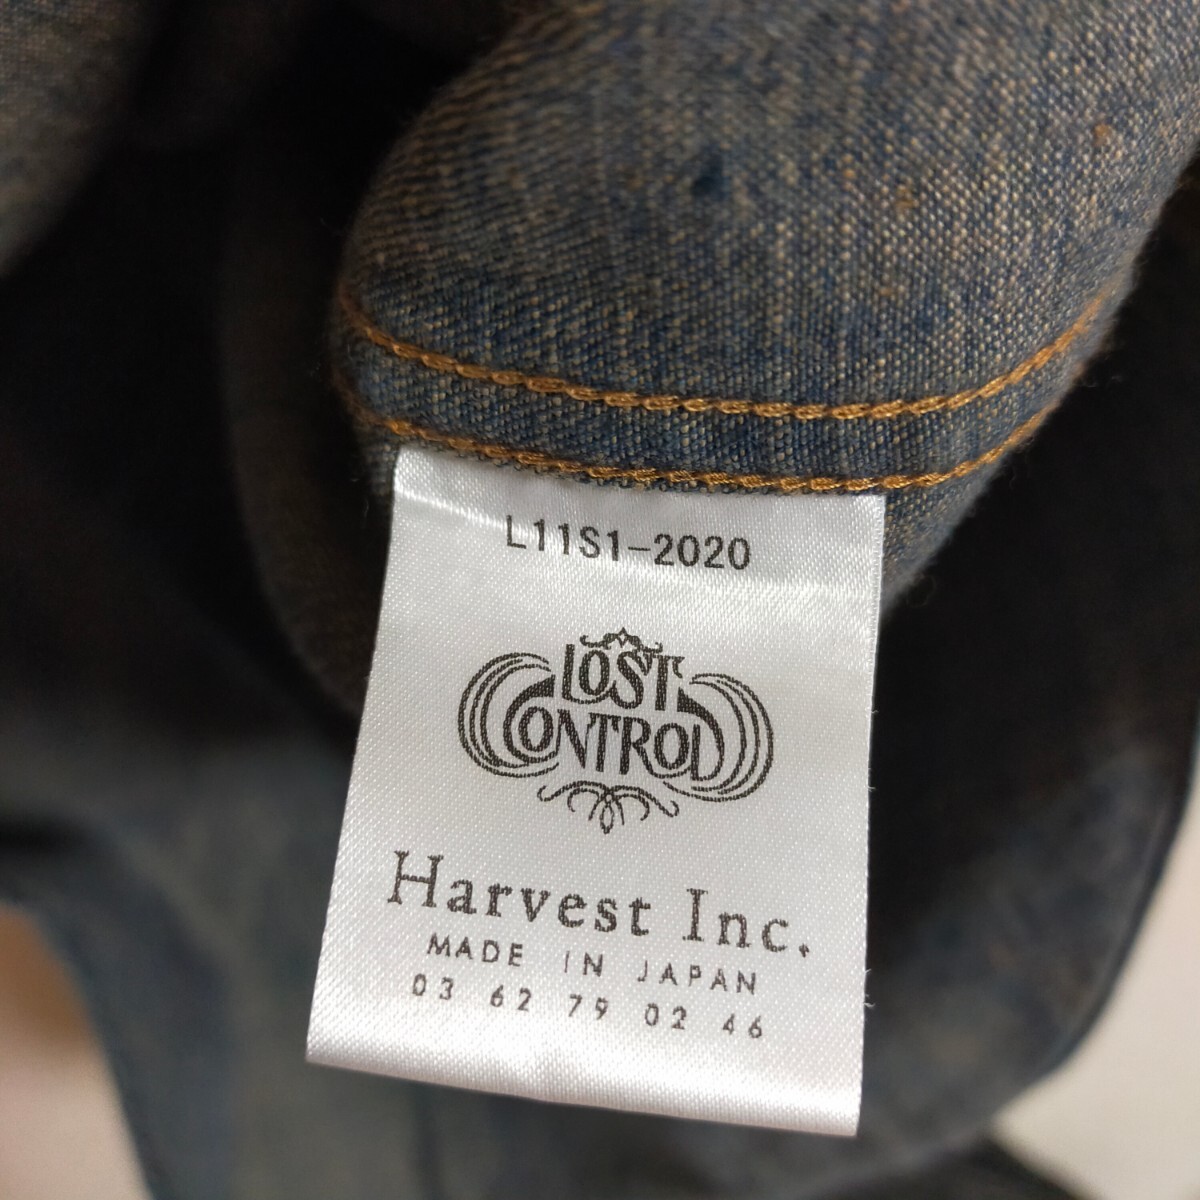 L11S1-2020
LOST
CONTROL
Harvest Inc.
MADE IN JAPAN
03 62 79 02 46